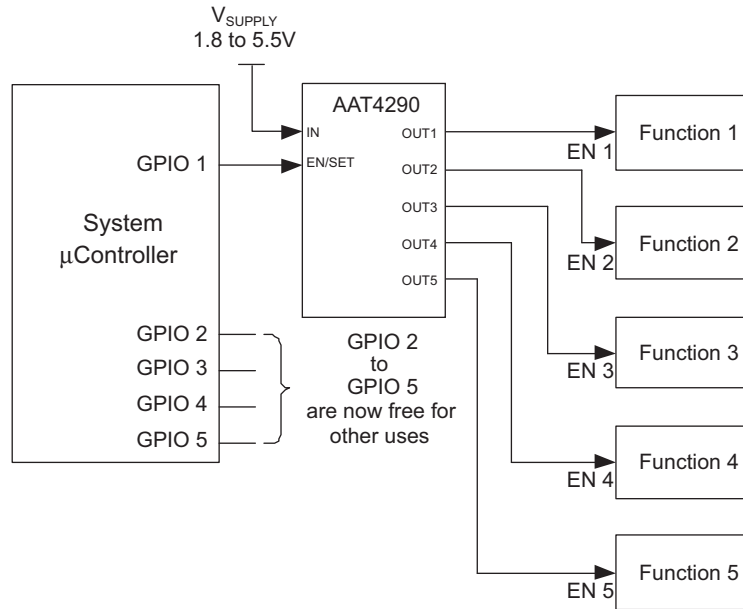 VSUPPLY
1.8 to 5.5V
AAT4290
IN
EN/SET
OUT1
OUT2
OUT3
OUT4
OUT5
GPIO 1
System
μController
GPIO 2
GPIO 3
GPIO 4
GPIO 5
GPIO 2
to
GPIO 5
are now free for
other uses
EN 1
Function 1
EN 2
Function 2
EN 3
Function 3
EN 4
Function 4
EN 5
Function 5